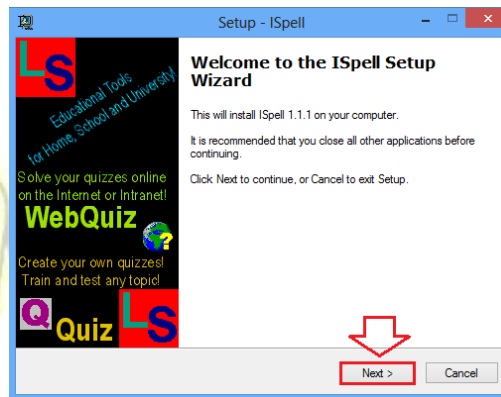 Setup - ISpell
LS
Educational Tools
for Home, School and University!
Solve your quizzes online
on the Internet or Intranet!
WebQuiz
?
Create your own quizzes!
Train and test any topic!
Q
Quiz
LS
Welcome to the ISpell Setup
Wizard
This will install ISpell 1.1.1 on your computer.
It is recommended that you close all other applications before
continuing.
Click Next to continue, or Cancel to exit Setup.
Next >
Cancel